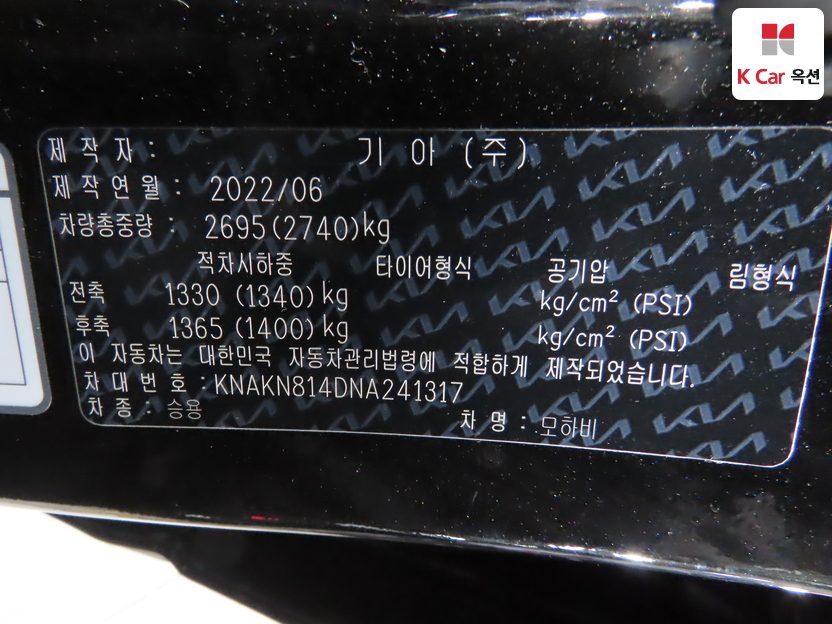 K Car 옥션
제 작 자 : 기 아 (주)
제 작 연 월 : 2022/06
차량총중량 : 2695(2740)kg
적차시하중 타이어형식 공기압 림형식
전축 1330 (1340)kg kg/cm² (PSI)
후축 1365 (1400)kg kg/cm² (PSI)
이 자동차는 대한민국 자동차관리법령에 적합하게 제작되었습니다.
차 대 번 호 : KNAKN814DNA241317
차 종 : 승용 차 명 : 모하비